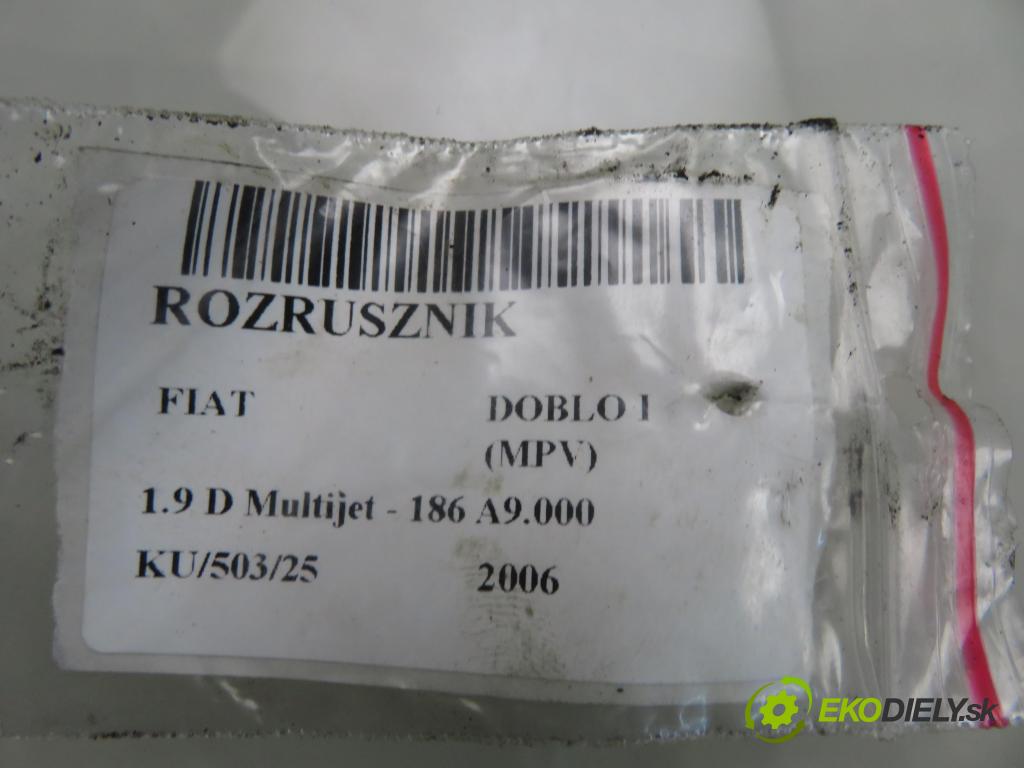 ROZRUSZNIK
FIAT DOBLO I
(MPV)
1.9 D Multijet - 186 A9.000
KU/503/25 2006
EKODIELY.sk